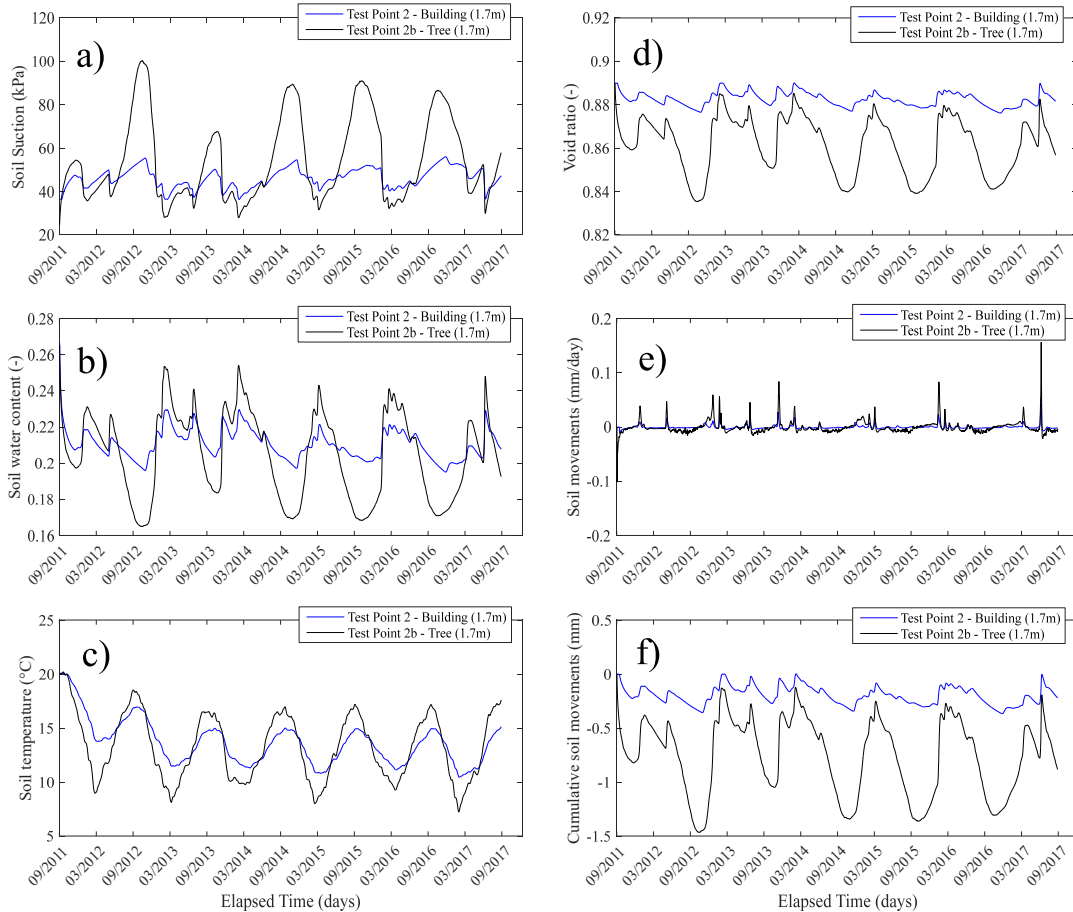 a)
Soil Suction (kPa)
120
100
80
60
40
20
Test Point 2 - Building (1.7m)
Test Point 2b - Tree (1.7m)
09/2011 03/2012 09/2012 03/2013 09/2013 03/2014 09/2014 03/2015 09/2015 03/2016 09/2016 03/2017 09/2017
d)
Void ratio (-)
0.92
0.9
0.88
0.86
0.84
0.82
Test Point 2 - Building (1.7m)
Test Point 2b - Tree (1.7m)
09/2011 03/2012 09/2012 03/2013 09/2013 03/2014 09/2014 03/2015 09/2015 03/2016 09/2016 03/2017 09/2017
b)
Soil water content (-)
0.28
0.26
0.24
0.22
0.2
0.18
0.16
Test Point 2 - Building (1.7m)
Test Point 2b - Tree (1.7m)
09/2011 03/2012 09/2012 03/2013 09/2013 03/2014 09/2014 03/2015 09/2015 03/2016 09/2016 03/2017 09/2017
e)
Soil movements (mm/day)
0.2
0.1
0
-0.1
-0.2
Test Point 2 - Building (1.7m)
Test Point 2b - Tree (1.7m)
09/2011 03/2012 09/2012 03/2013 09/2013 03/2014 09/2014 03/2015 09/2015 03/2016 09/2016 03/2017 09/2017
c)
Soil temperature (°C)
25
20
15
10
5
Test Point 2 - Building (1.7m)
Test Point 2b - Tree (1.7m)
09/2011 03/2012 09/2012 03/2013 09/2013 03/2014 09/2014 03/2015 09/2015 03/2016 09/2016 03/2017 09/2017
Elapsed Time (days)
f)
Cumulative soil movements (mm)
0.5
0
-0.5
-1
-1.5
Test Point 2 - Building (1.7m)
Test Point 2b - Tree (1.7m)
09/2011 03/2012 09/2012 03/2013 09/2013 03/2014 09/2014 03/2015 09/2015 03/2016 09/2016 03/2017 09/2017
Elapsed Time (days)